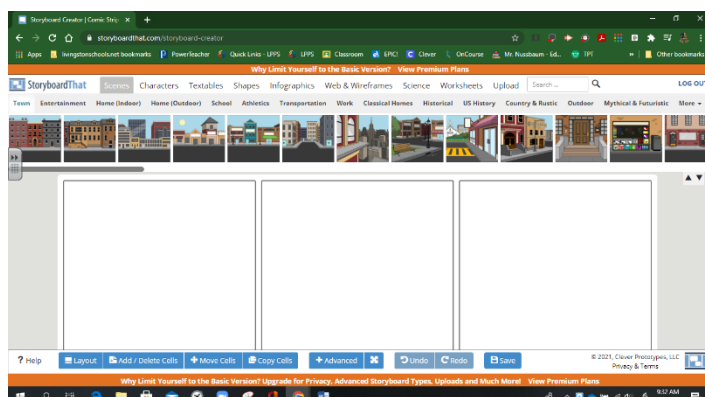 Storyboard Creator | Comic Strip
storyboardthat.com/storyboard-creator
Apps livingstonschools.net bookmarks Powerteacher Quick Links - LPPS LPPS Classroom EPIC! Clever OnCourse Mr. Nussbaum - Ed... TPT » Other bookmarks
Why Limit Yourself to the Basic Version? View Premium Plans
StoryboardThat Scenes Characters Textables Shapes Infographics Web & Wireframes Science Worksheets Upload Search ... LOG OUT
Town Entertainment Home (Indoor) Home (Outdoor) School Athletics Transportation Work Classical Homes Historical US History Country & Rustic Outdoor Mythical & Futuristic More
? Help Layout Add / Delete Cells Move Cells Copy Cells Advanced Undo Redo Save
© 2021, Clever Prototypes, LLC
Privacy & Terms
Why Limit Yourself to the Basic Version? Upgrade for Privacy, Advanced Storyboard Types, Uploads and Much More! View Premium Plans
9:32 AM